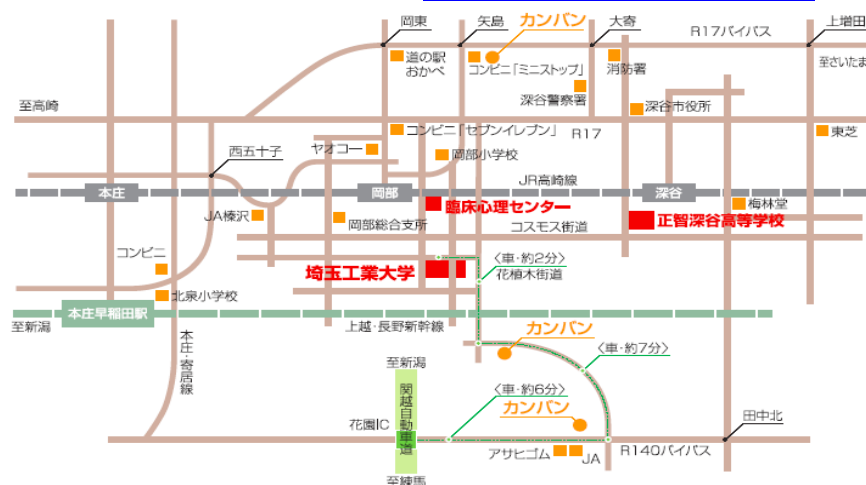 岡東
矢島
カンバン
大寄
R17バイパス
上増田
道の駅
おかべ
コンビニ「ミニストップ」
消防署
至さいたま
深谷警察署
至高崎
深谷市役所
コンビニ「セブンイレブン」
R17
東芝
西五十子
ヤオコー
岡部小学校
JR高崎線
本庄
岡部
深谷
臨床心理センター
梅林堂
JA榛沢
岡部総合支所
コスモス街道
正智深谷高等学校
コンビニ
〈車・約2分〉
花植木街道
埼玉工業大学
北泉小学校
本庄早稲田駅
至新潟
上越・長野新幹線
カンバン
本庄・寄居線
〈車・約7分〉
至新潟
関越自動車道
〈車・約6分〉
カンバン
花園IC
田中北
アサヒゴム
JA
R140バイパス
至練馬